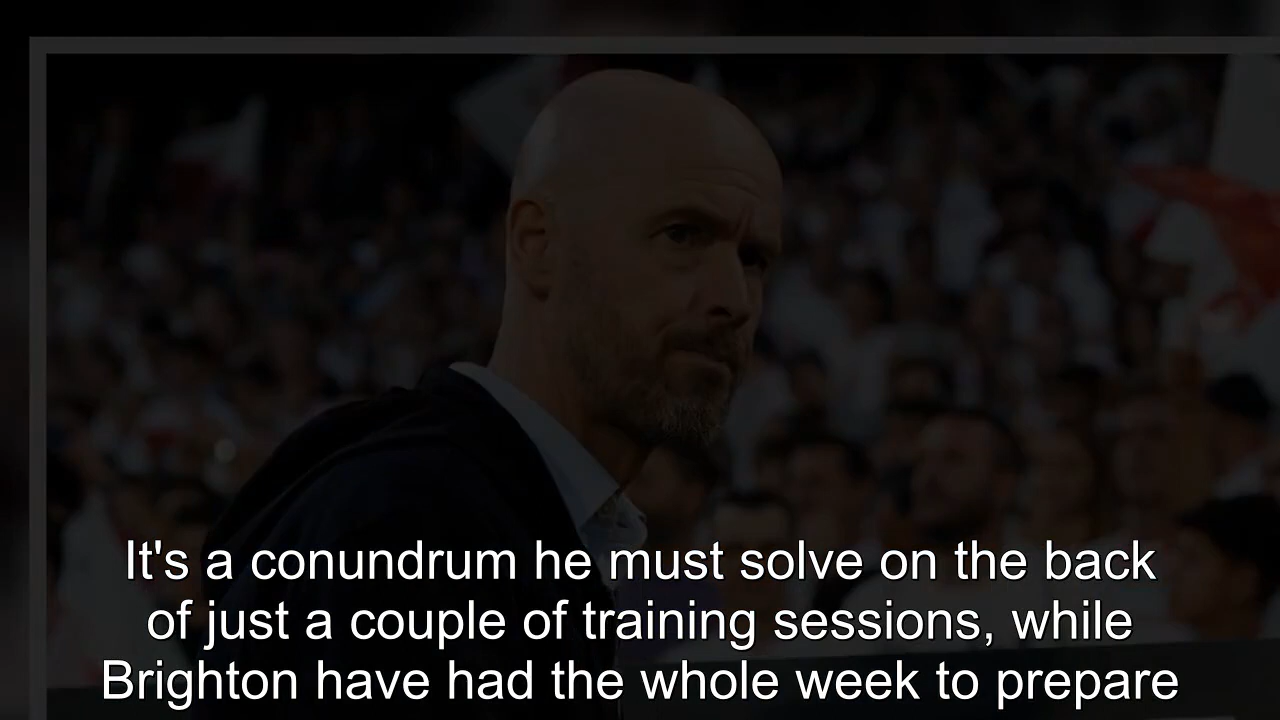 It's a conundrum he must solve on the back
of just a couple of training sessions, while
Brighton have had the whole week to prepare